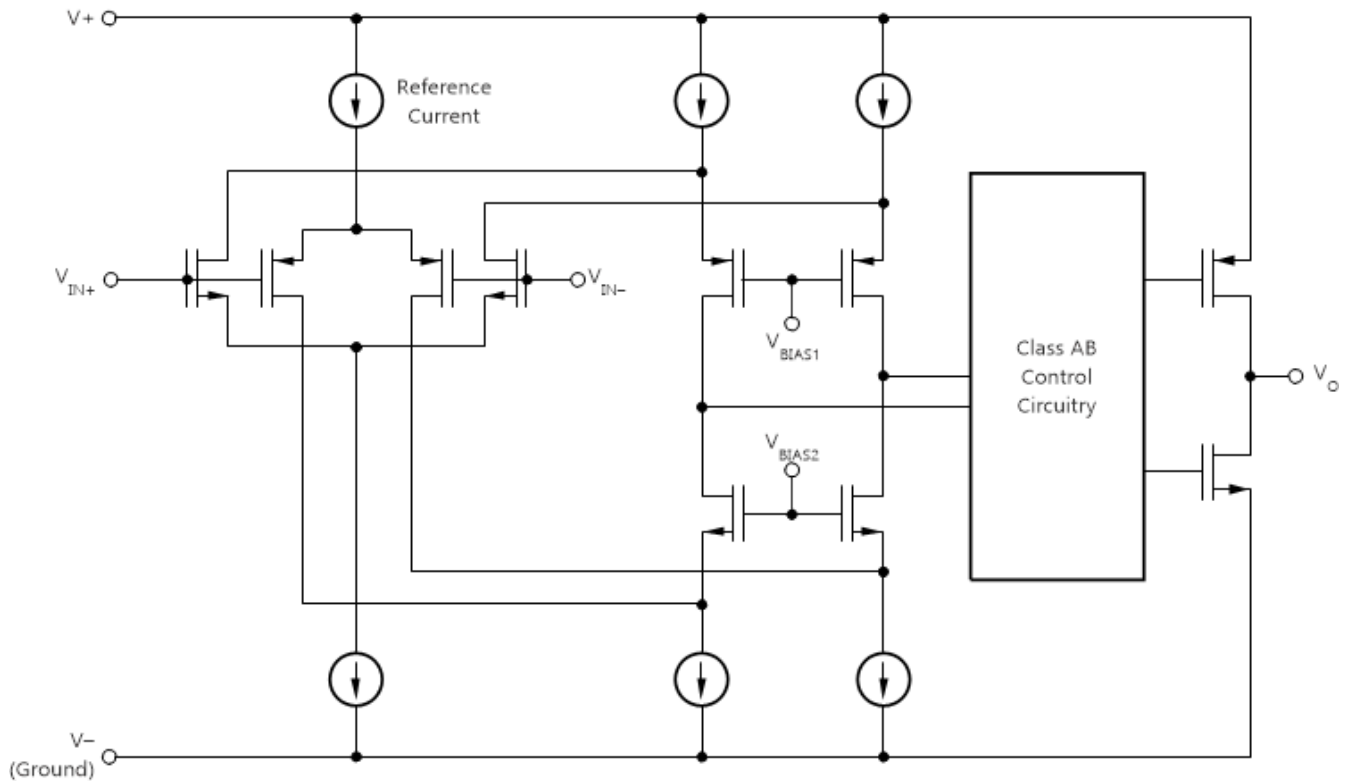 V+
Reference
Current
VIN+
VIN−
VBIAS1
Class AB
Control
Circuitry
VO
VBIAS2
V−
(Ground)